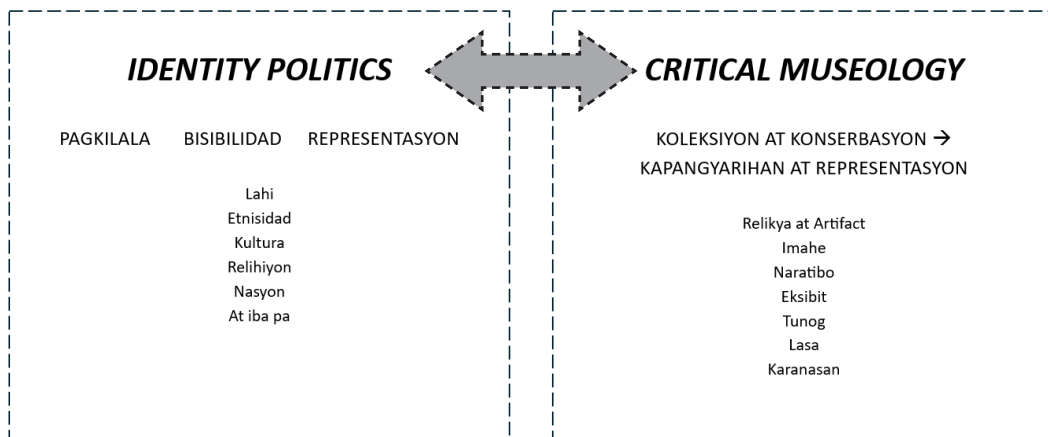 IDENTITY POLITICS
PAGKILALA BISIBILIDAD REPRESENTASYON
Lahi
Etnisidad
Kultura
Relihiyon
Nasyon
At iba pa
CRITICAL MUSEOLOGY
KOLEKSIYON AT KONSERBASYON →
KAPANGYARIHAN AT REPRESENTASYON
Relikya at Artifact
Imahe
Naratibo
Eksibit
Tunog
Lasa
Karanasan